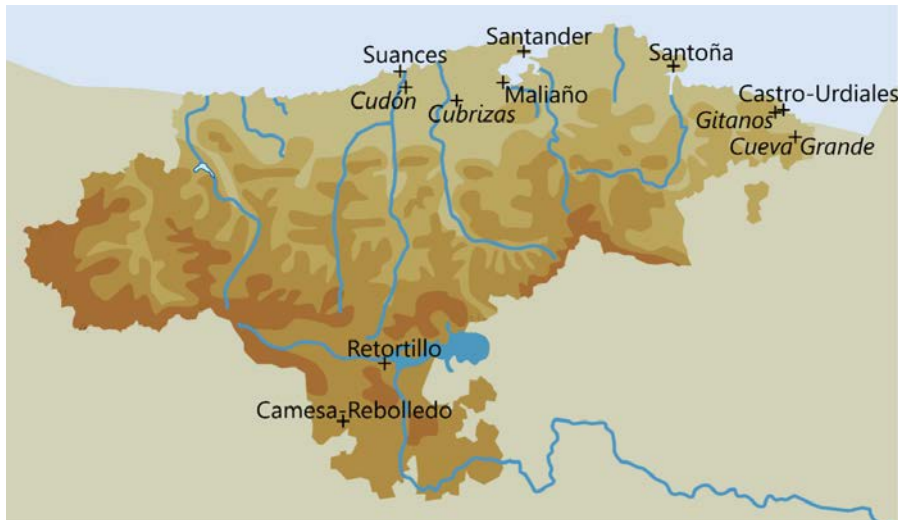 Santander
Suances
Santoña
Cudón
Cubrizas
Maliaño
Castro-Urdiales
Gitanos
Cueva Grande
Retortillo
Camesa-Rebolledo